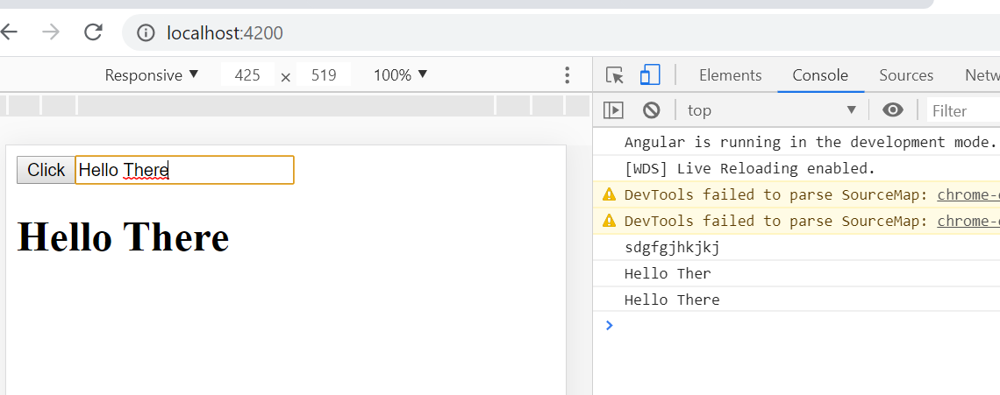 localhost:4200
Responsive ▼ 425 × 519 100% ▼
Elements Console Sources Netw
top ▼ Filter
Click Hello There
Hello There
Angular is running in the development mode.
[WDS] Live Reloading enabled.
DevTools failed to parse SourceMap: chrome-e
DevTools failed to parse SourceMap: chrome-e
sdgfgjhkjkj
Hello Ther
Hello There